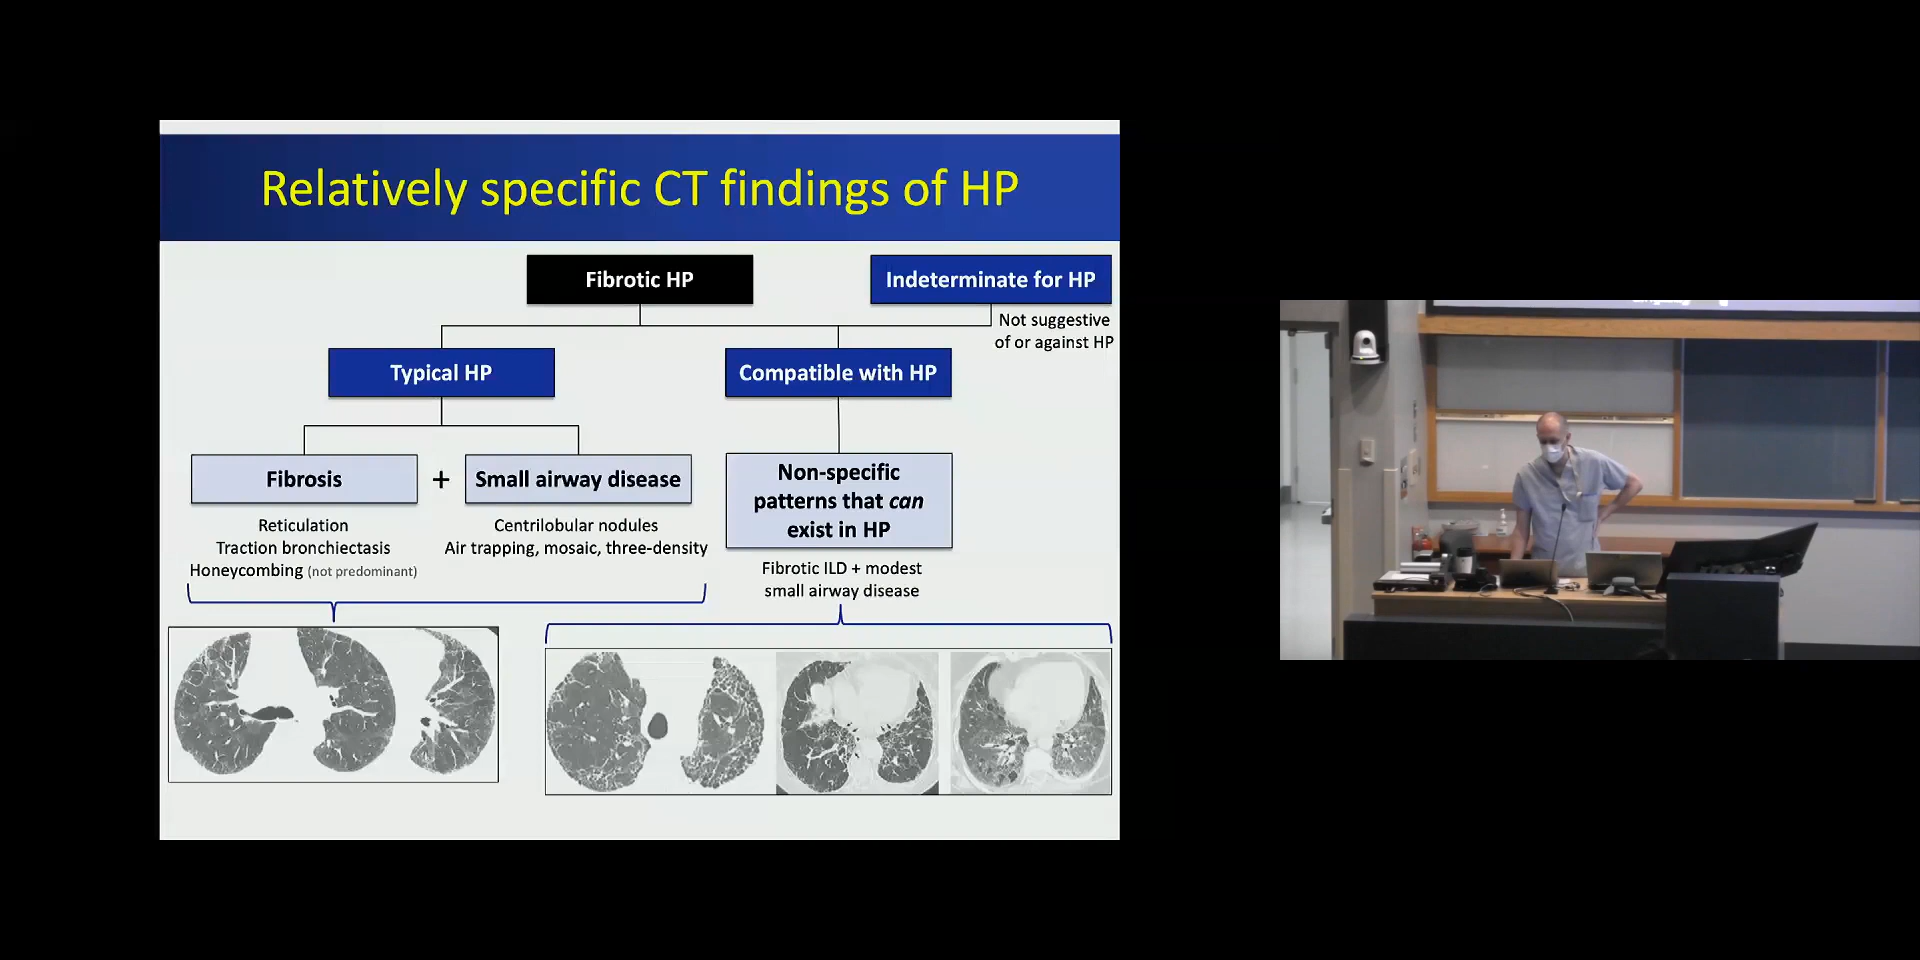 Relatively specific CT findings of HP
Fibrotic HP
Indeterminate for HP
Not suggestive
of or against HP
Typical HP
Compatible with HP
Fibrosis
+
Small airway disease
Reticulation
Traction bronchiectasis
Honeycombing (not predominant)
Centrilobular nodules
Air trapping, mosaic, three-density
Non-specific
patterns that can
exist in HP
Fibrotic ILD + modest
small airway disease